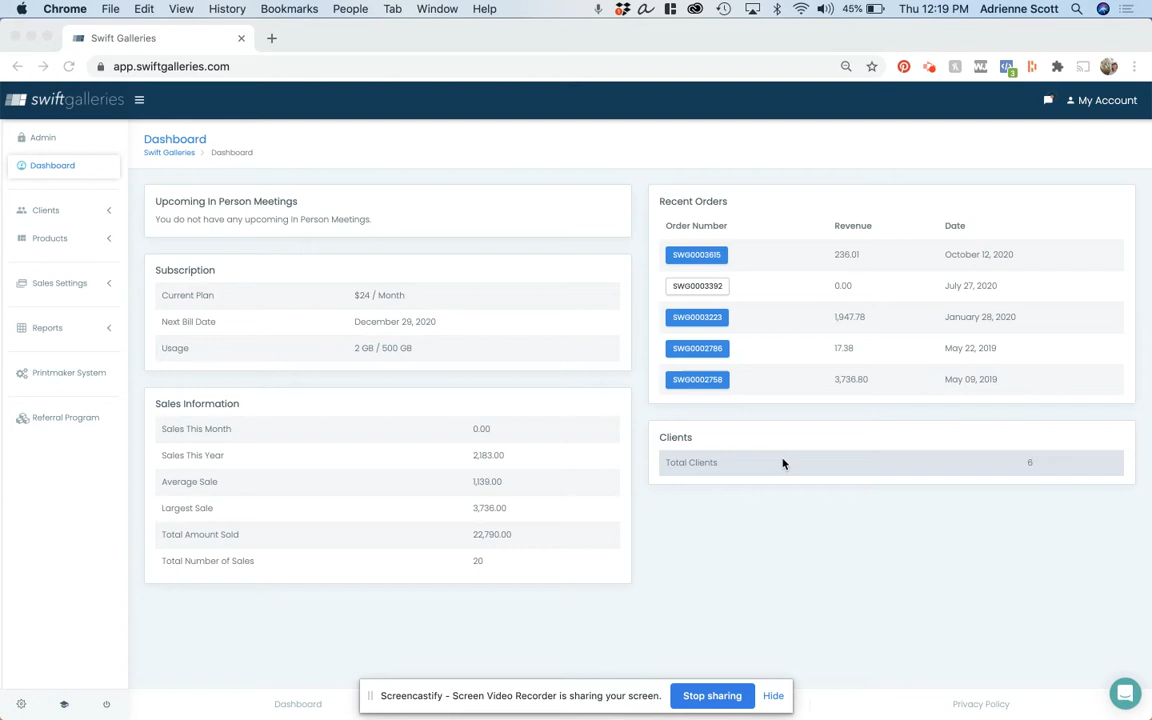 Chrome File Edit View History Bookmarks People Tab Window Help 45% Thu 12:19 PM Adrienne Scott
Swift Galleries
app.swiftgalleries.com
swiftgalleries My Account
Admin
Dashboard
Clients
Products
Sales Settings
Reports
Printmaker System
Referral Program
Dashboard
Swift Galleries Dashboard
Upcoming In Person Meetings
You do not have any upcoming In Person Meetings.
Subscription
Current Plan $24 / Month
Next Bill Date December 29, 2020
Usage 2 GB / 500 GB
Sales Information
Sales This Month 0.00
Sales This Year 2,183.00
Average Sale 1,139.00
Largest Sale 3,736.00
Total Amount Sold 22,790.00
Total Number of Sales 20
Recent Orders
Order Number Revenue Date
SWG0003615 236.01 October 12, 2020
SWG0003392 0.00 July 27, 2020
SWG0003223 1,947.78 January 28, 2020
SWG0002786 17.38 May 22, 2019
SWG0002758 3,736.80 May 09, 2019
Clients
Total Clients 6
Screencastify - Screen Video Recorder is sharing your screen. Stop sharing Hide
Dashboard Privacy Policy